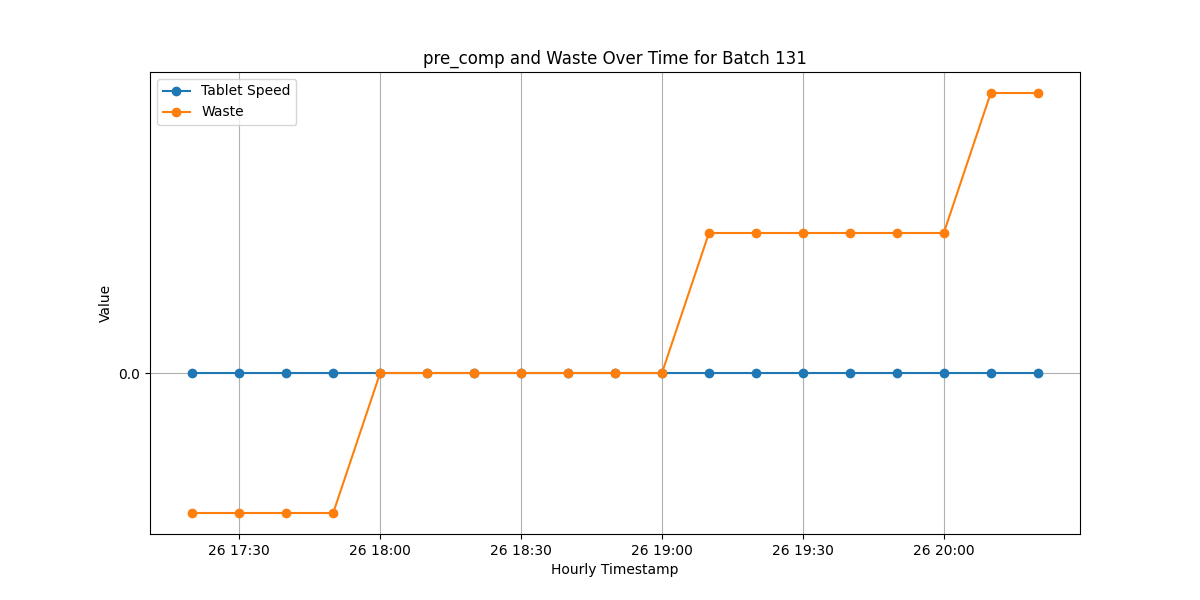 pre_comp and Waste Over Time for Batch 131
Tablet Speed
Waste
Value
0.0
26 17:30
26 18:00
26 18:30
26 19:00
26 19:30
26 20:00
Hourly Timestamp